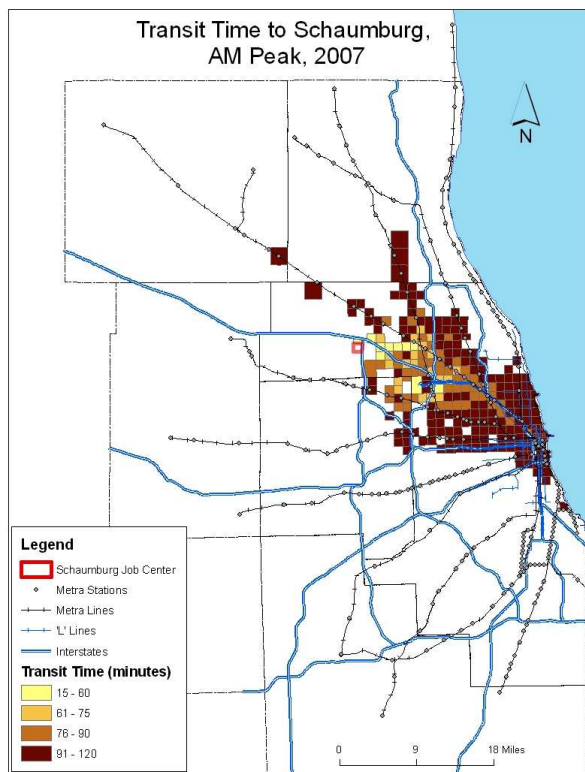 Transit Time to Schaumburg,
AM Peak, 2007
N
Legend
Schaumburg Job Center
Metra Stations
Metra Lines
'L' Lines
Interstates
Transit Time (minutes)
15 - 60
61 - 75
76 - 90
91 - 120
0 9 18 Miles